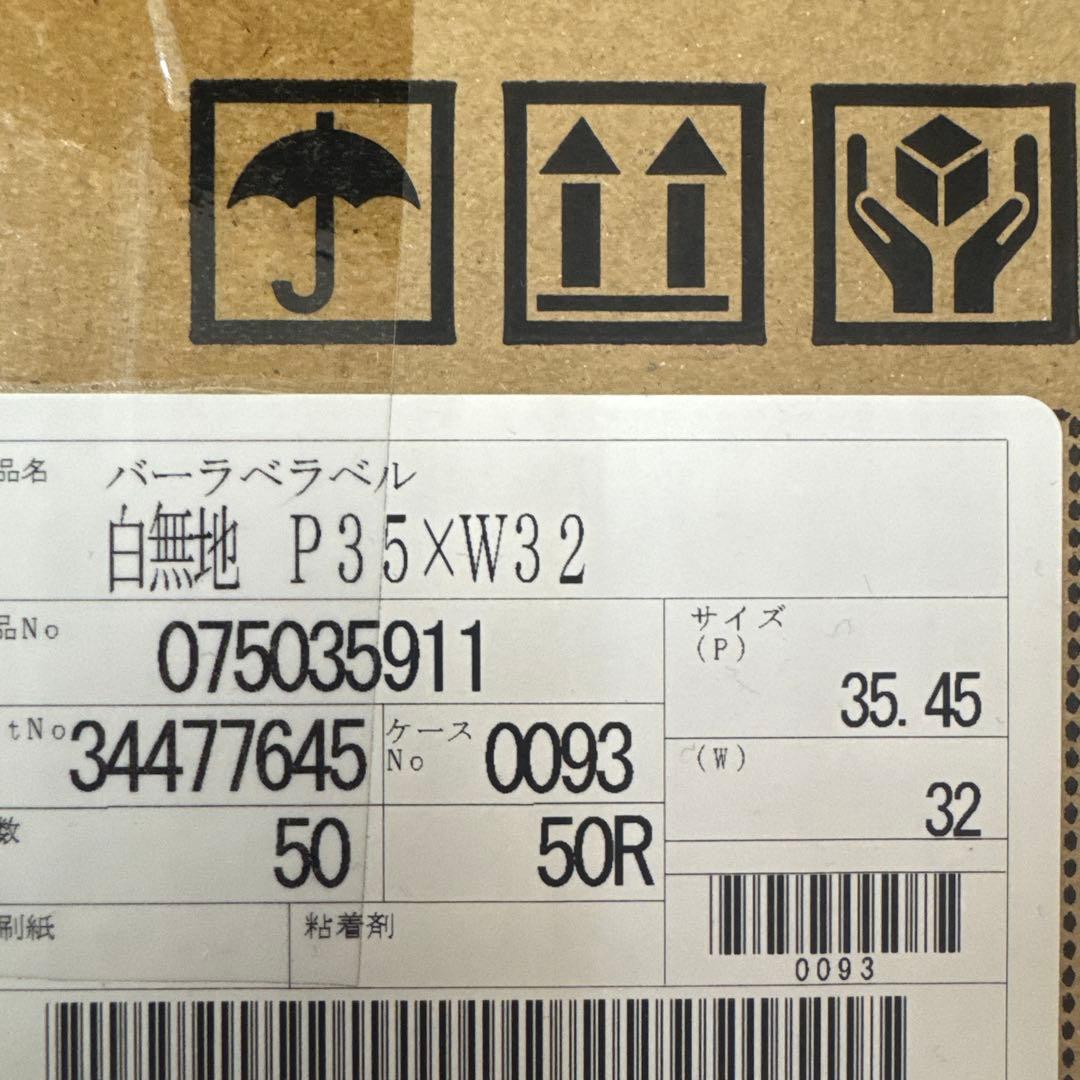 品名 バーラベラベル
白無地 P35×W32
品No 075035911
サイズ
(P)
35.45
tNo 34477645
ケース
No 0093
(W)
32
数 50
50R
刷紙
粘着剤
0093